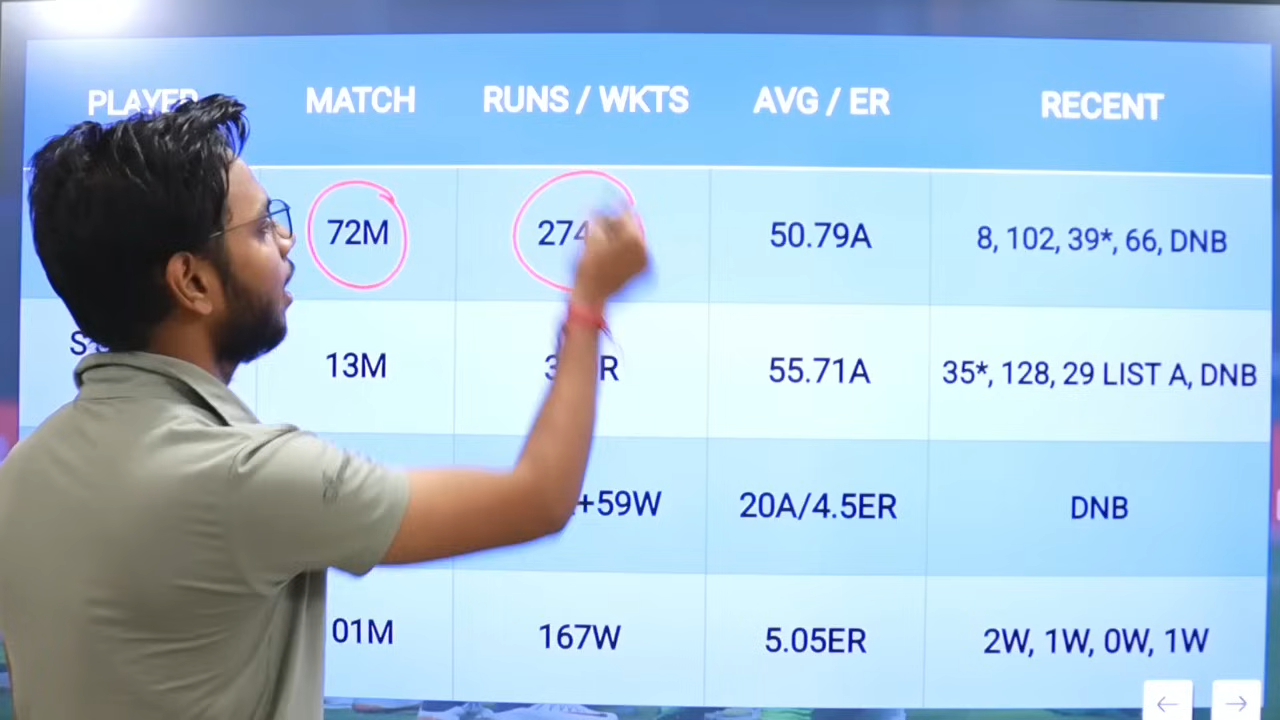 PLAYER MATCH RUNS / WKTS AVG / ER RECENT
72M 274 50.79A 8, 102, 39*, 66, DNB
13M 55.71A 35*, 128, 29 LIST A, DNB
+59W 20A/4.5ER DNB
01M 167W 5.05ER 2W, 1W, 0W, 1W